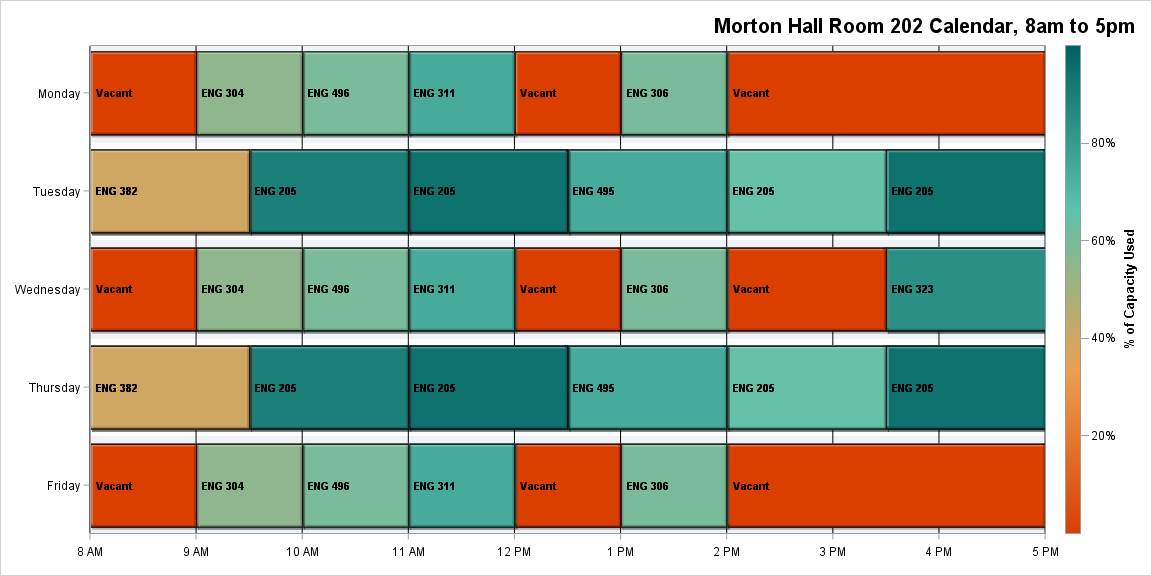 Morton Hall Room 202 Calendar, 8am to 5pm
Monday
Vacant
ENG 304
ENG 496
ENG 311
Vacant
ENG 306
Vacant
Tuesday
ENG 382
ENG 205
ENG 205
ENG 495
ENG 205
ENG 205
Wednesday
Vacant
ENG 304
ENG 496
ENG 311
Vacant
ENG 306
Vacant
ENG 323
Thursday
ENG 382
ENG 205
ENG 205
ENG 495
ENG 205
ENG 205
Friday
Vacant
ENG 304
ENG 496
ENG 311
Vacant
ENG 306
Vacant
8 AM
9 AM
10 AM
11 AM
12 PM
1 PM
2 PM
3 PM
4 PM
5 PM
80%
60%
40%
20%
% of Capacity Used